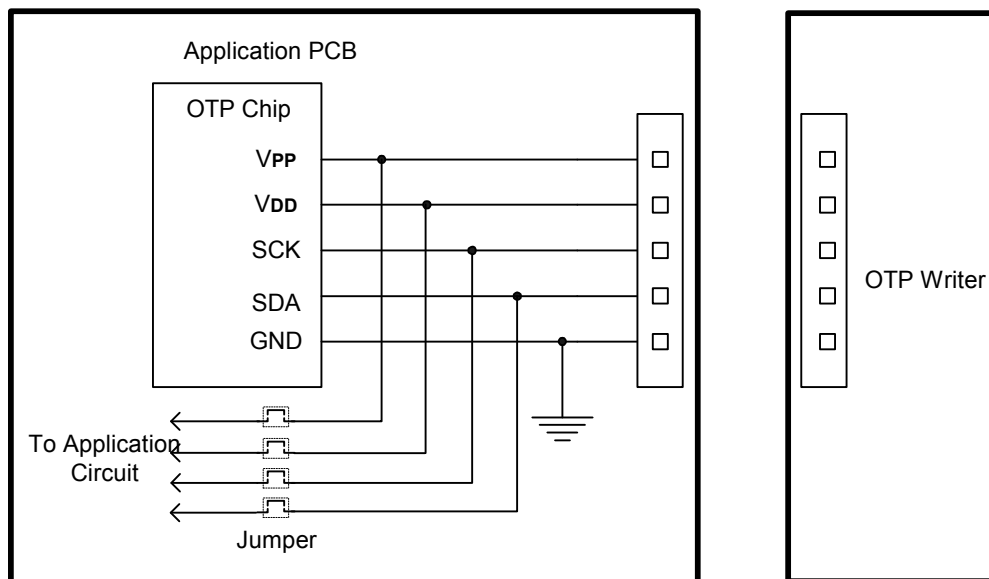 Application PCB
OTP Chip
VPP
VDD
SCK
SDA
GND
OTP Writer
To Application
Circuit
Jumper